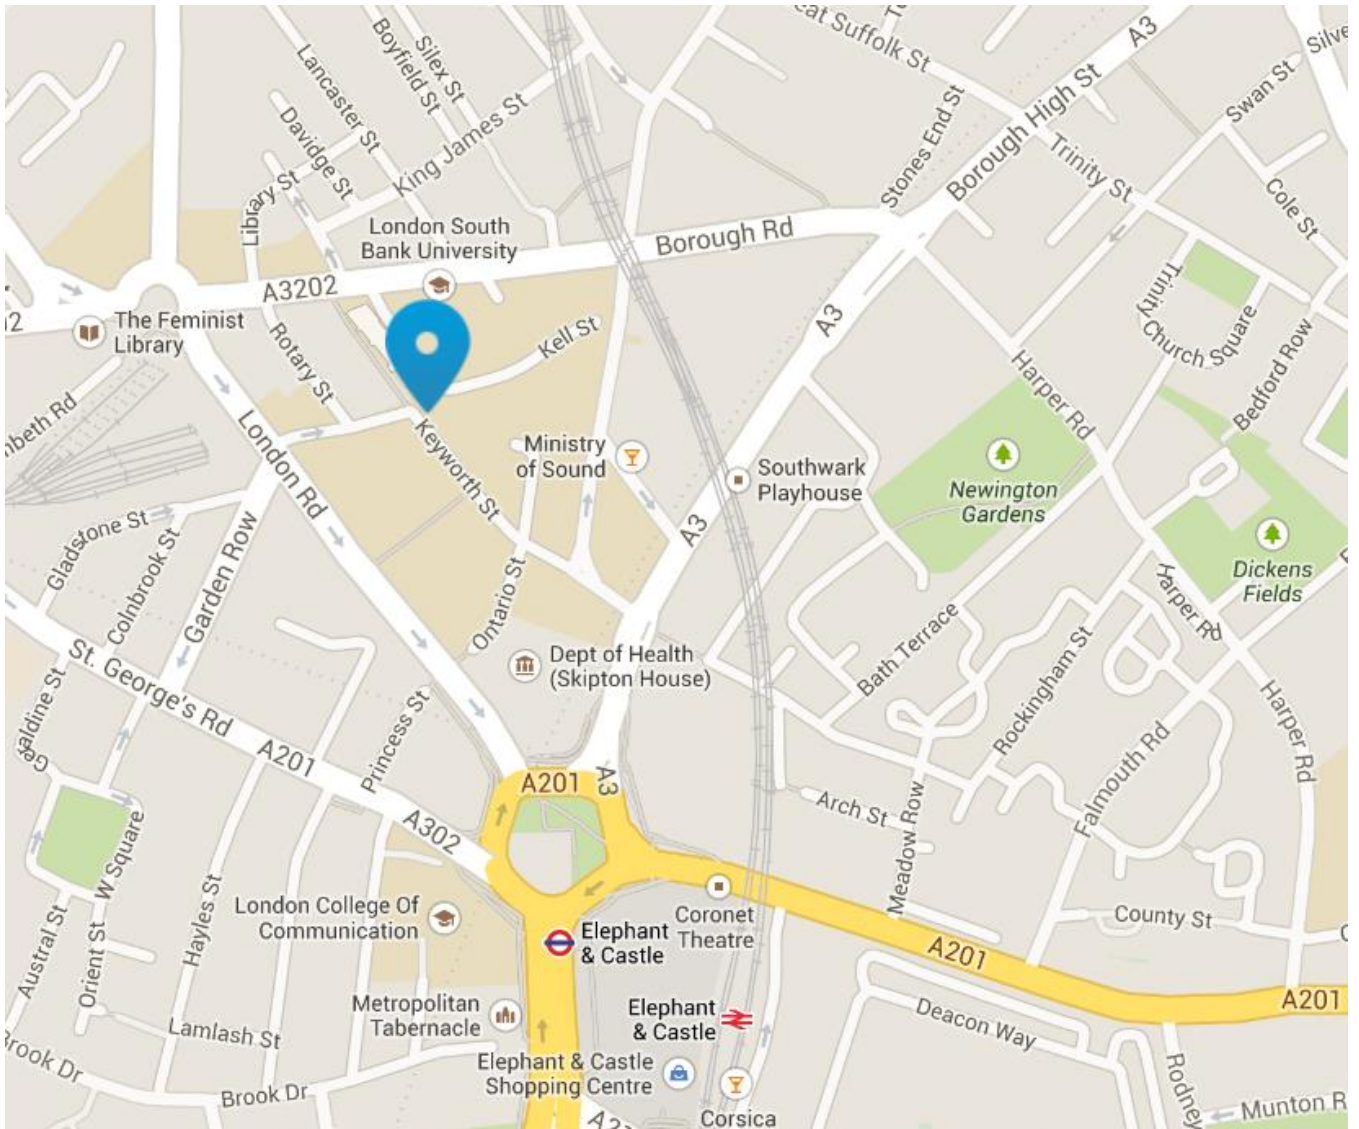 eat Suffolk St
A3
Silve
Boyfield St
Silex St
Lancaster St
Borough High St
Swan St
Davidge St
King James St
Stones End St
Trinity St
Library St
Cole St
London South
Bank University
Borough Rd
A3202
Trinity
Church Square
The Feminist
Library
Rotary St
Kell St
A3
Harper Rd
Bedford Row
London Rd
Keyworth St
Ministry
of Sound
Southwark
Playhouse
Newington
Gardens
Gladstone St
Colnbrook St
Garden Row
A3
Ontario St
Dickens
Fields
Harper Rd
Dept of Health
(Skipton House)
Bath Terrace
Rockingham St
St. George's Rd
Geraldine St
A201
Princess St
Falmouth Rd
Harper Rd
A201
A3
Arch St
Meadow Row
A302
W Square
Hayles St
London College Of
Communication
Coronet
Theatre
County St
Austral St
Orient St
Elephant
& Castle
A201
Metropolitan
Tabernacle
Elephant
& Castle
Deacon Way
A201
Lamlash St
Brook Dr
Elephant & Castle
Shopping Centre
Brook Dr
Corsica
Rodney
Munton R